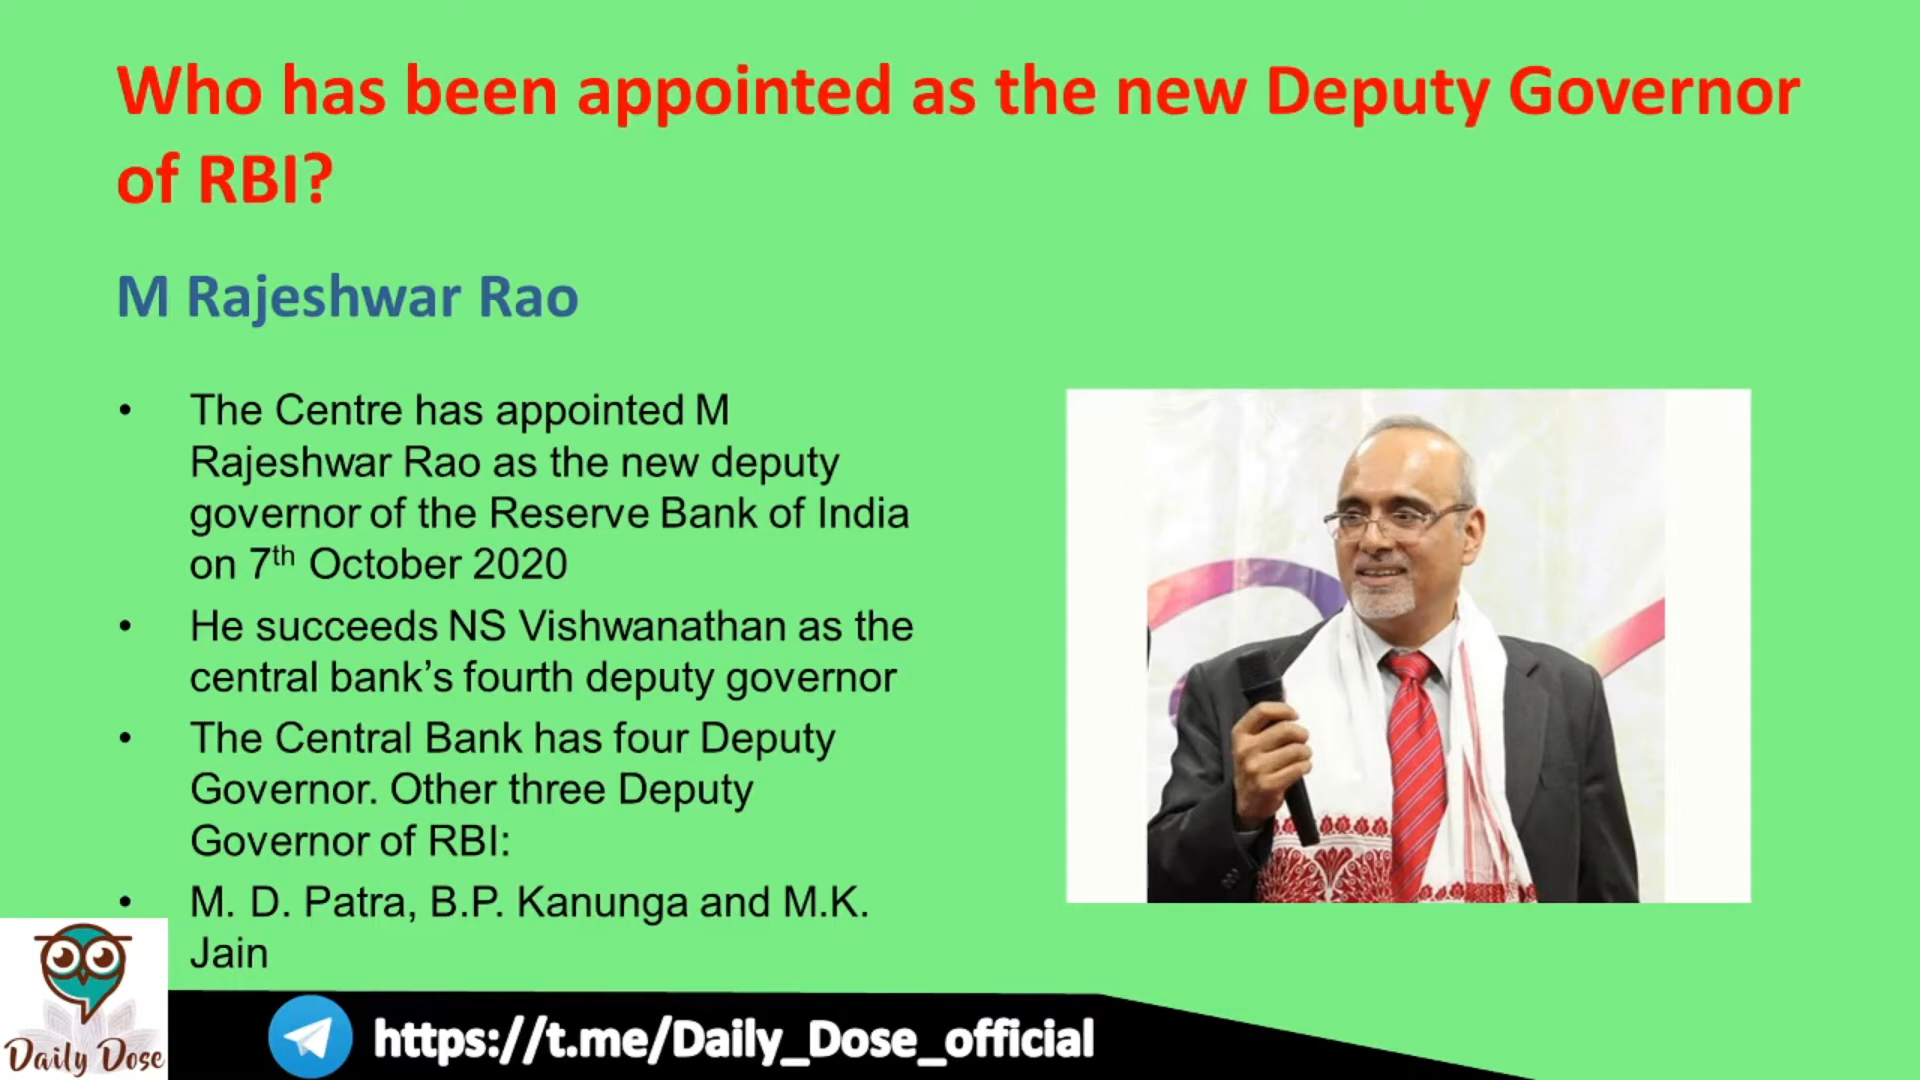 Who has been appointed as the new Deputy Governor
of RBI?
M Rajeshwar Rao
• The Centre has appointed M
Rajeshwar Rao as the new deputy
governor of the Reserve Bank of India
on 7th October 2020
• He succeeds NS Vishwanathan as the
central bank’s fourth deputy governor
• The Central Bank has four Deputy
Governor. Other three Deputy
Governor of RBI:
• M. D. Patra, B.P. Kanunga and M.K.
Jain
Daily Dose
https://t.me/Daily_Dose_official